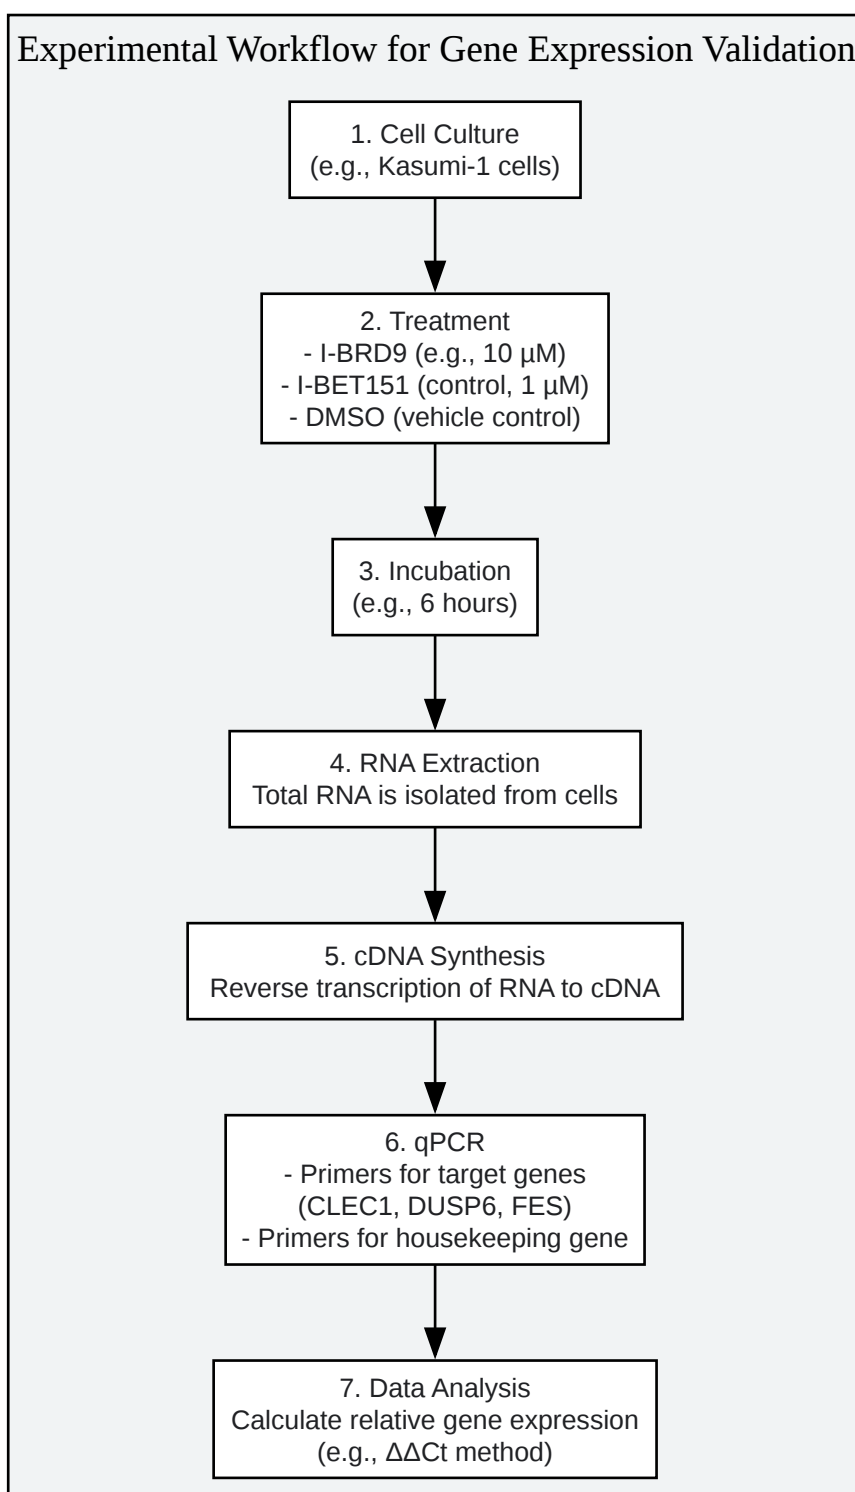 Experimental Workflow for Gene Expression Validation
1. Cell Culture
(e.g., Kasumi-1 cells)
2. Treatment
- I-BRD9 (e.g., 10 µM)
- I-BET151 (control, 1 µM)
- DMSO (vehicle control)
3. Incubation
(e.g., 6 hours)
4. RNA Extraction
Total RNA is isolated from cells
5. cDNA Synthesis
Reverse transcription of RNA to cDNA
6. qPCR
- Primers for target genes
(CLEC1, DUSP6, FES)
- Primers for housekeeping gene
7. Data Analysis
Calculate relative gene expression
(e.g., ΔΔCt method)